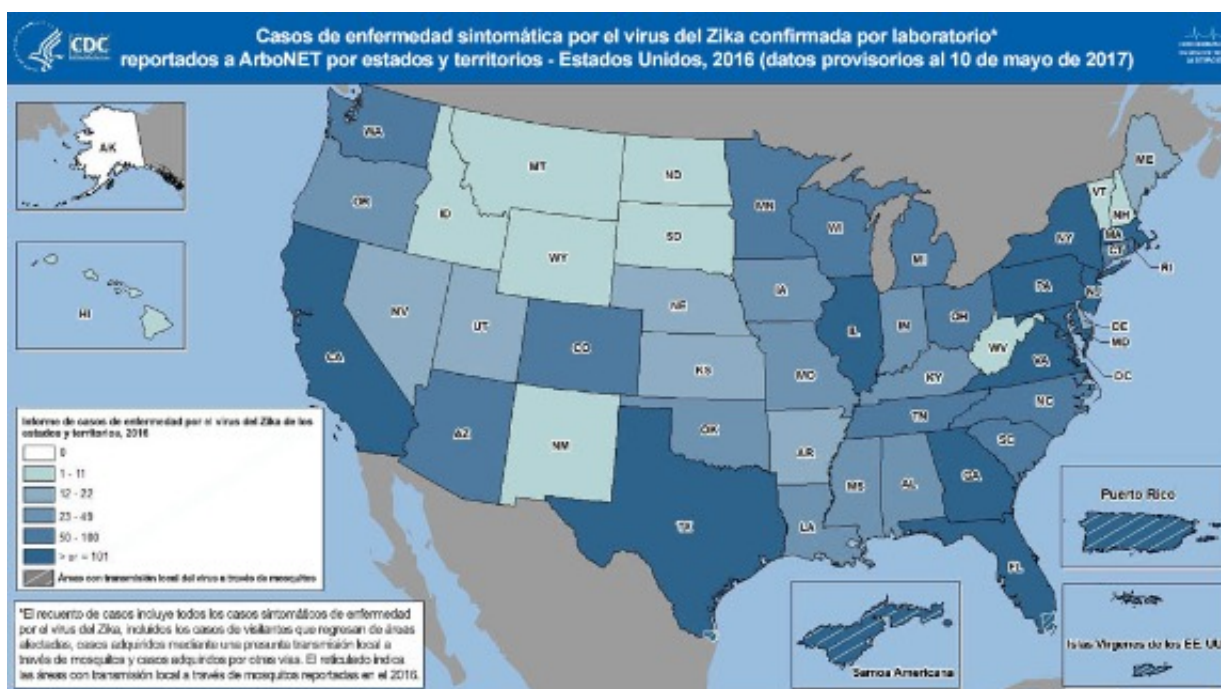 CDC
Casos de enfermedad sintomática por el virus del Zika confirmada por laboratorio*
reportados a ArboNET por estados y territorios - Estados Unidos, 2016 (datos provisorios al 10 de mayo de 2017)
AK
HI
WA
OR
CA
ID
NV
MT
WY
UT
AZ
CO
NM
ND
SD
NE
KS
OK
TX
MN
IA
MO
AR
LA
WI
IL
MI
IN
OH
KY
TN
MS
AL
GA
FL
SC
NC
VA
WV
PA
NY
VT
NH
ME
MA
CT
RI
NJ
DE
MD
DC
Informe de casos de enfermedad por el virus del Zika de los
estados y territorios, 2016
0
1 - 11
12 - 22
23 - 49
50 - 100
> or = 101
Áreas con transmisión local del virus a través de mosquitos
*El recuento de casos incluye todos los casos sintomáticos de enfermedad
por el virus del Zika, incluidos los casos de visitantes que regresan de áreas
afectadas, casos adquiridos mediante una presunta transmisión local a
través de mosquitos y casos adquiridos por otras vías. El reticulado indica
las áreas con transmisión local a través de mosquitos reportadas en el 2016.
Puerto Rico
Samoa Americana
Islas Vírgenes de los EE. UU.